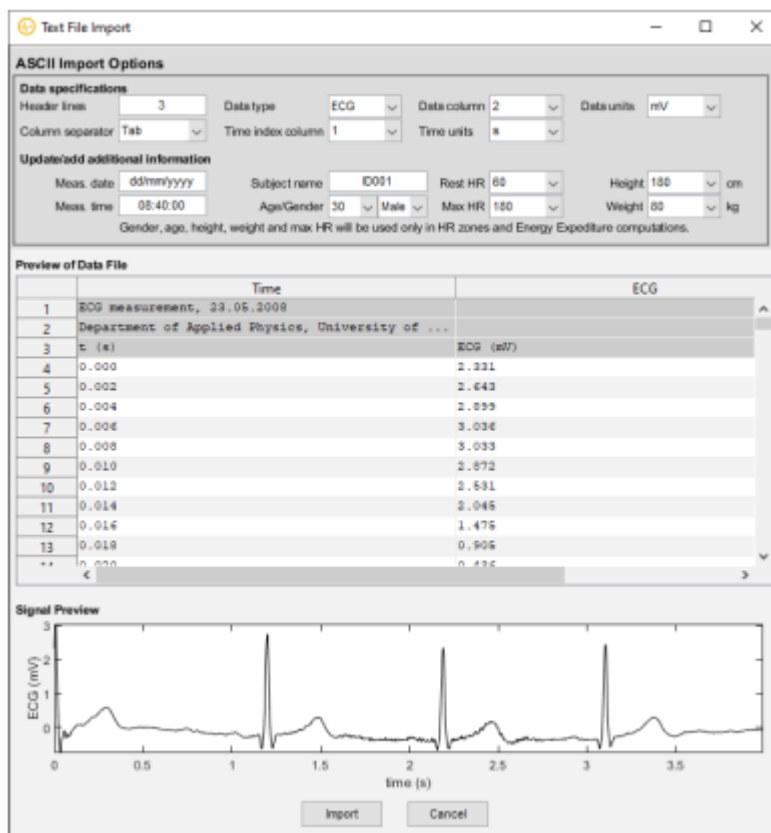 Text File Import
ASCII Import Options
Data specifications
Header lines 3 Data type ECG Data column 2 Data units mV
Column separator Tab Time index column 1 Time units s
Update/add additional information
Meas. date dd/mm/yyyy Subject name ID001 Rest HR 60 Height 180 cm
Meas. time 08:40:00 Age/Gender 30 Male Max HR 180 Weight 80 kg
Gender, age, height, weight and max HR will be used only in HR zones and Energy Expediture computations.
Preview of Data File
Time ECG
1 ECG measurement, 23.05.2008
2 Department of Applied Physics, University of ...
3 t (s) ECG (mV)
4 0.000 2.331
5 0.002 2.643
6 0.004 2.899
7 0.006 3.036
8 0.008 3.033
9 0.010 2.872
10 0.012 2.531
11 0.014 2.045
12 0.016 1.475
13 0.018 0.905
Signal Preview
ECG (mV)
3
2
1
0
0 0.5 1 1.5 2 2.5 3 3.5
time (s)
Import Cancel